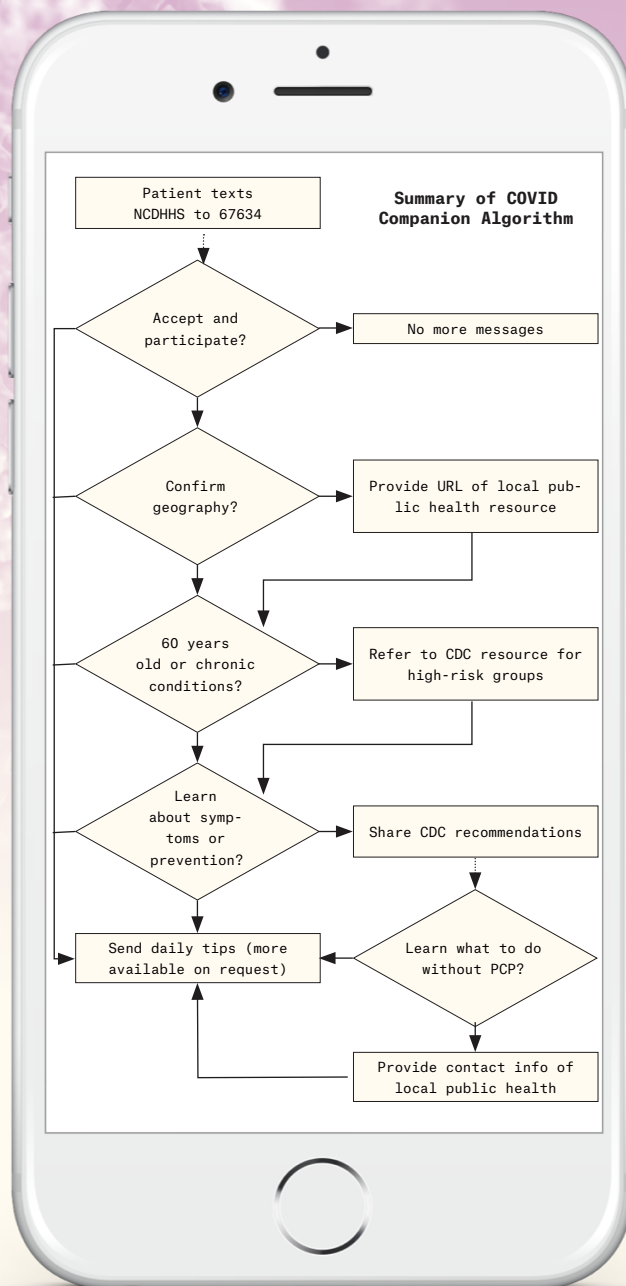 Patient texts
NCDHHS to 67634
Summary of COVID
Companion Algorithm
Accept and
participate?
No more messages
Confirm
geography?
Provide URL of local pub-
lic health resource
60 years
old or chronic
conditions?
Refer to CDC resource for
high-risk groups
Learn
about symp-
toms or
prevention?
Share CDC recommendations
Send daily tips (more
available on request)
Learn what to do
without PCP?
Provide contact info of
local public health